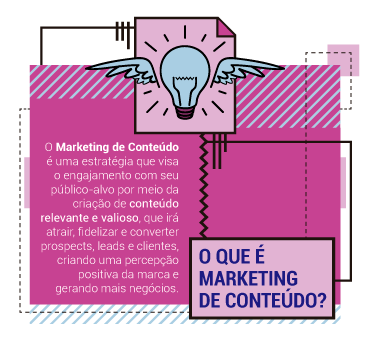 O Marketing de Conteúdo
é uma estratégia que visa
o engajamento com seu
público-alvo por meio da
criação de conteúdo
relevante e valioso, que irá
atrair, fidelizar e converter
prospects, leads e clientes,
criando uma percepção
positiva da marca e
gerando mais negócios.
O QUE É
MARKETING
DE CONTEÚDO?